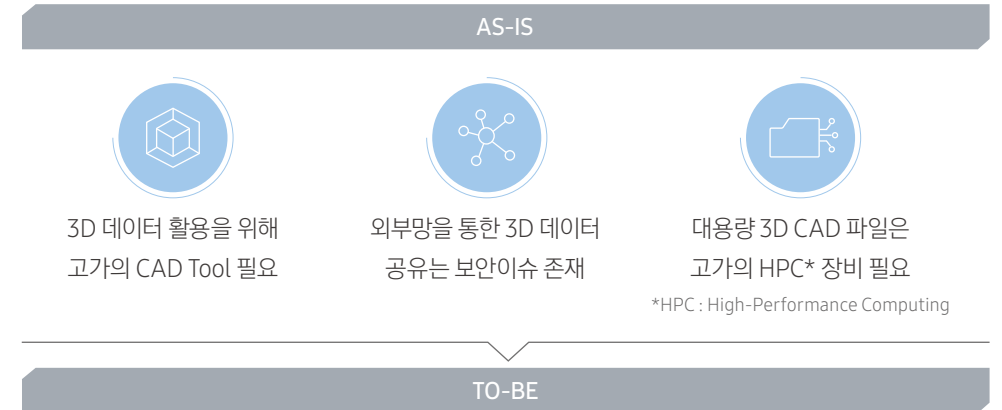 AS-IS
3D 데이터 활용을 위해
고가의 CAD Tool 필요
외부망을 통한 3D 데이터
공유는 보안이슈 존재
대용량 3D CAD 파일은
고가의 HPC* 장비 필요
*HPC : High-Performance Computing
TO-BE